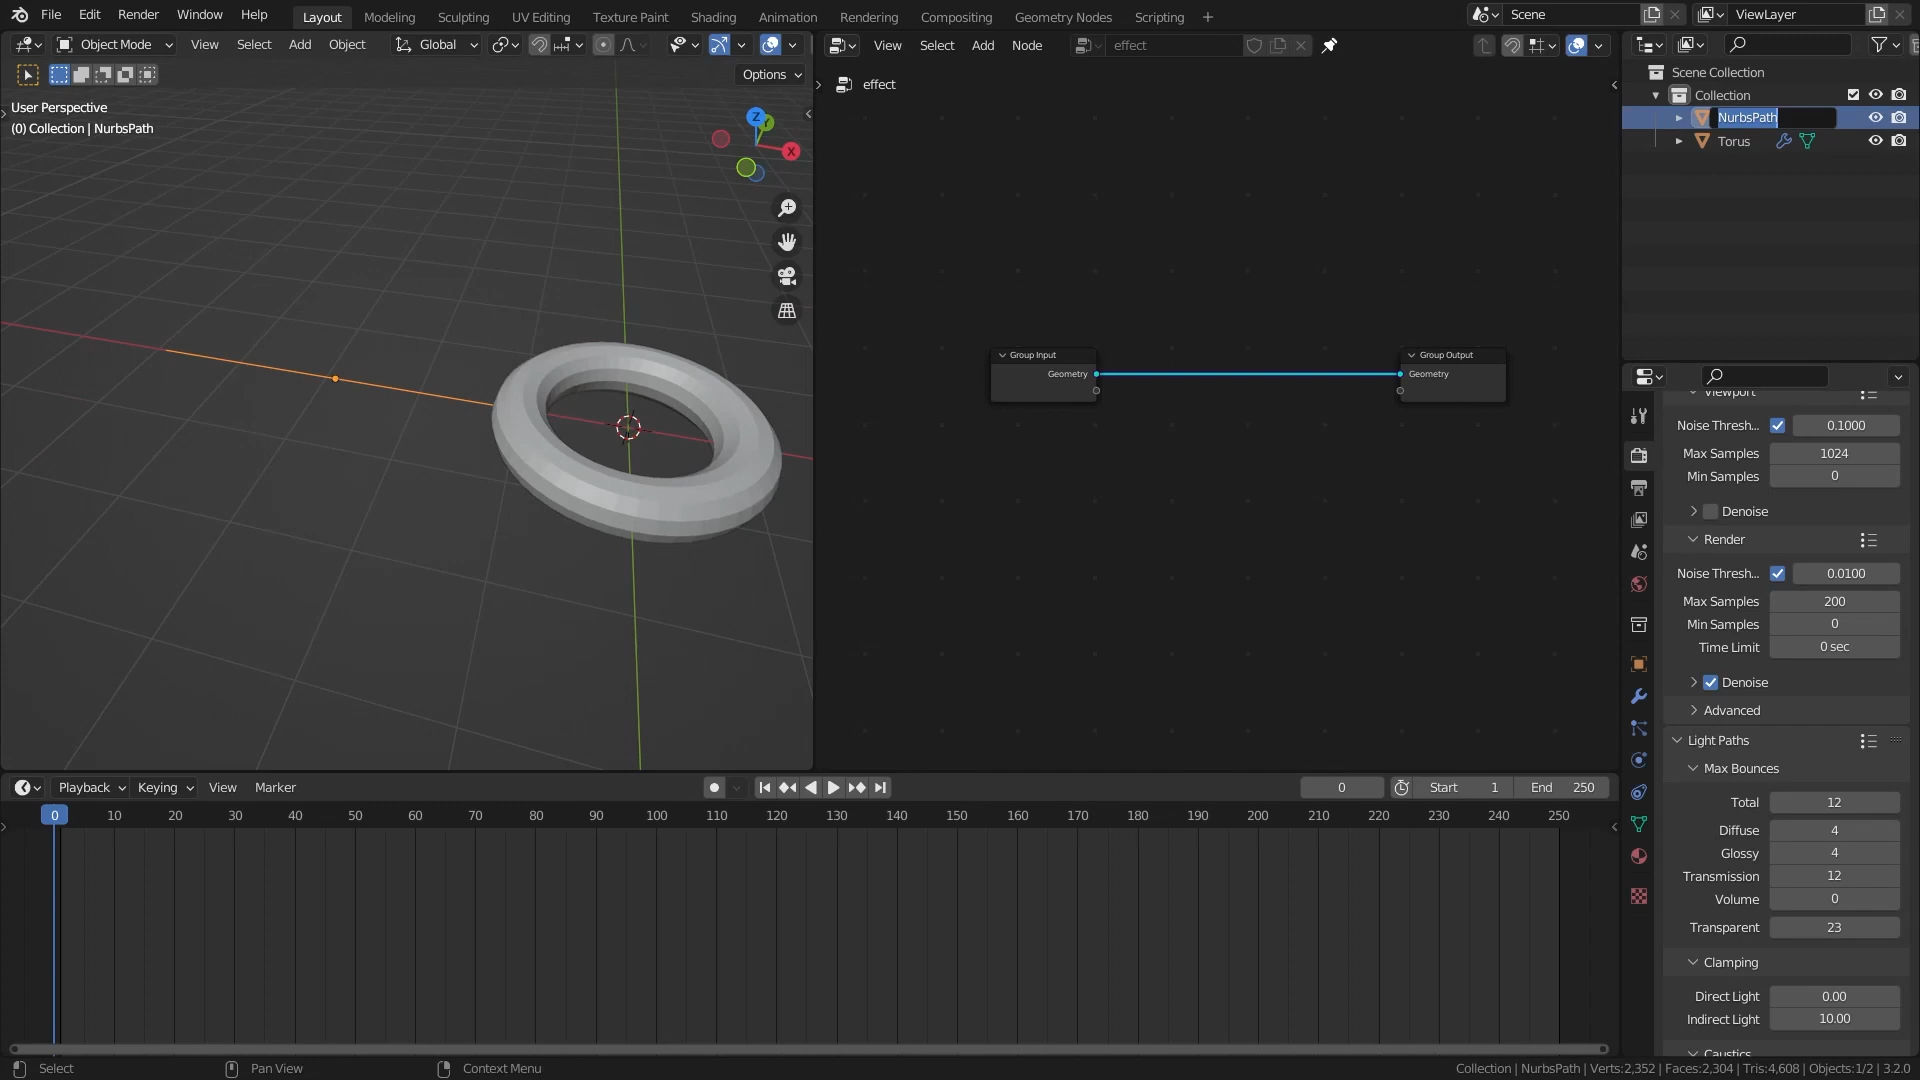 File Edit Render Window Help Layout Modeling Sculpting UV Editing Texture Paint Shading Animation Rendering Compositing Geometry Nodes Scripting + Scene ViewLayer
Object Mode View Select Add Object Global
View Select Add Node effect
Options
User Perspective
(0) Collection | NurbsPath
Z
Y
X
effect
Group Input
Geometry
Group Output
Geometry
Scene Collection
Collection
NurbsPath
Torus
Viewport
Noise Thresh... 0.1000
Max Samples 1024
Min Samples 0
Denoise
Render
Noise Thresh... 0.0100
Max Samples 200
Min Samples 0
Time Limit 0 sec
Denoise
Advanced
Light Paths
Max Bounces
Total 12
Diffuse 4
Glossy 4
Transmission 12
Volume 0
Transparent 23
Clamping
Direct Light 0.00
Indirect Light 10.00
Caustics
Playback Keying View Marker 0 Start 1 End 250
0 10 20 30 40 50 60 70 80 90 100 110 120 130 140 150 160 170 180 190 200 210 220 230 240 250
Select Pan View Context Menu Collection | NurbsPath | Verts:2,352 | Faces:2,304 | Tris:4,608 | Objects:1/2 | 3.2.0